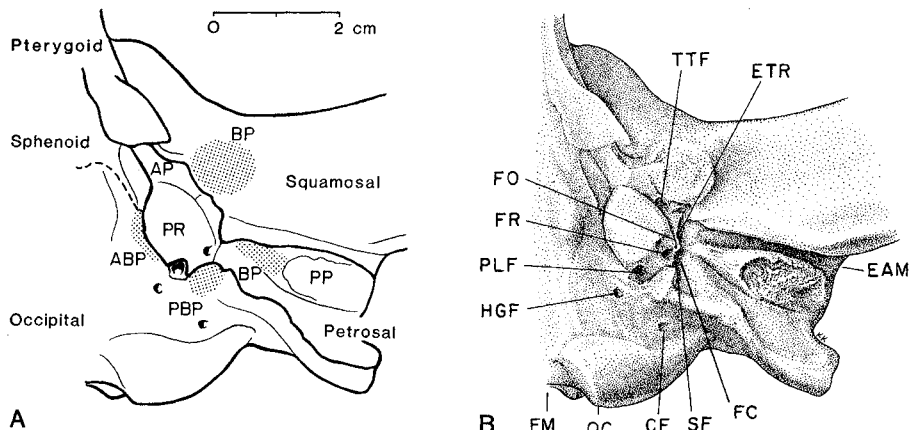 0 2 cm
Pterygoid
Sphenoid
BP
AP
Squamosal
PR
ABP
BP
PP
PBP
Occipital
Petrosal
A
TTF
ETR
FO
FR
PLF
HGF
EAM
B
FM
OC
CF
SF
FC